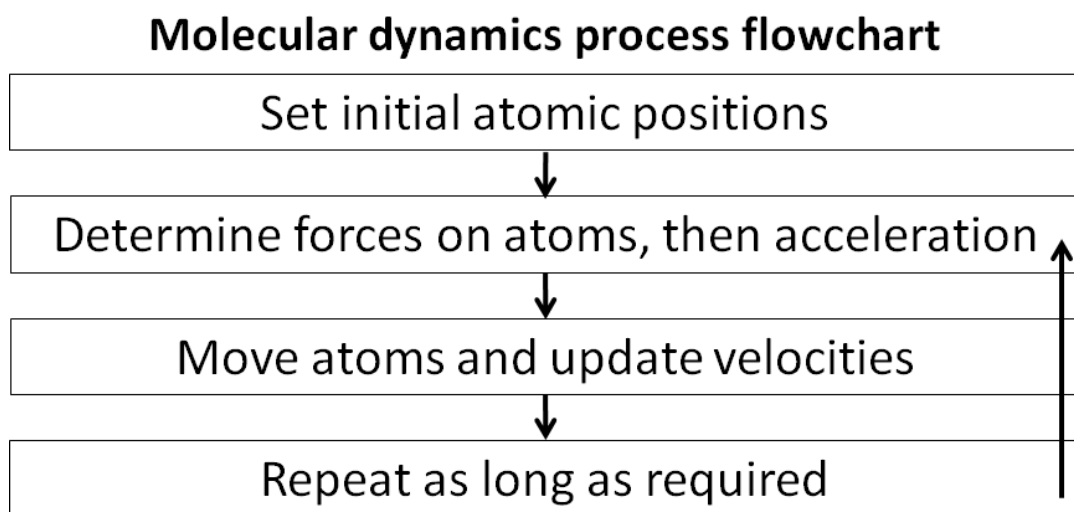 Molecular dynamics process flowchart
Set initial atomic positions
Determine forces on atoms, then acceleration
Move atoms and update velocities
Repeat as long as required